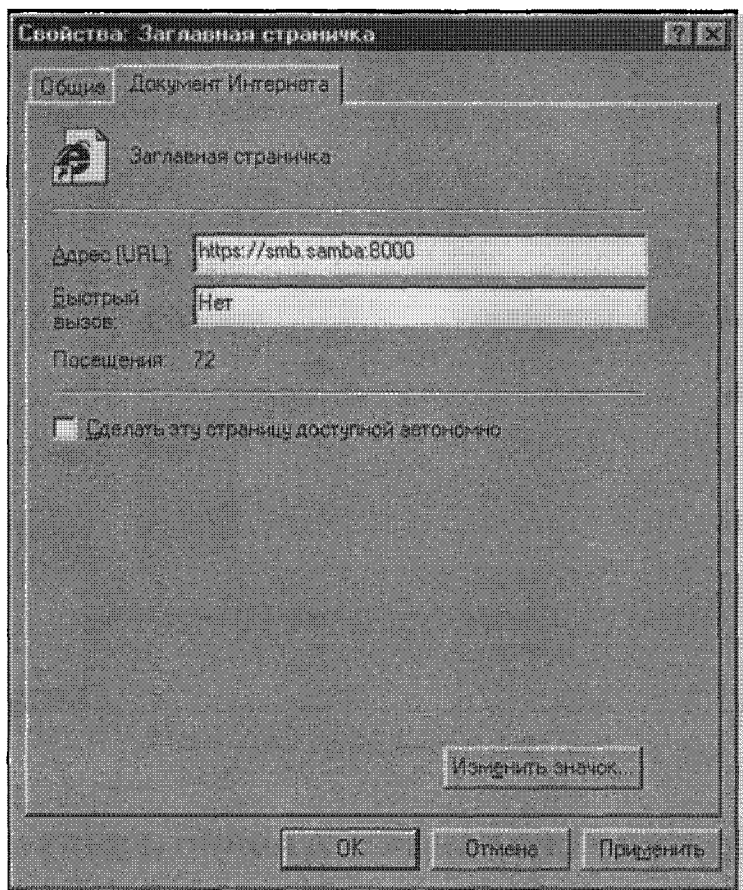 Свойства: Заглавная страничка
Общие Документ Интернета
Заглавная страничка
Адрес (URL): https://smb.samba:8000
Быстрый вызов: Нет
Посещения: 72
Сделать эту страницу доступной автономно
Изменить значок...
OK Отмена Применить